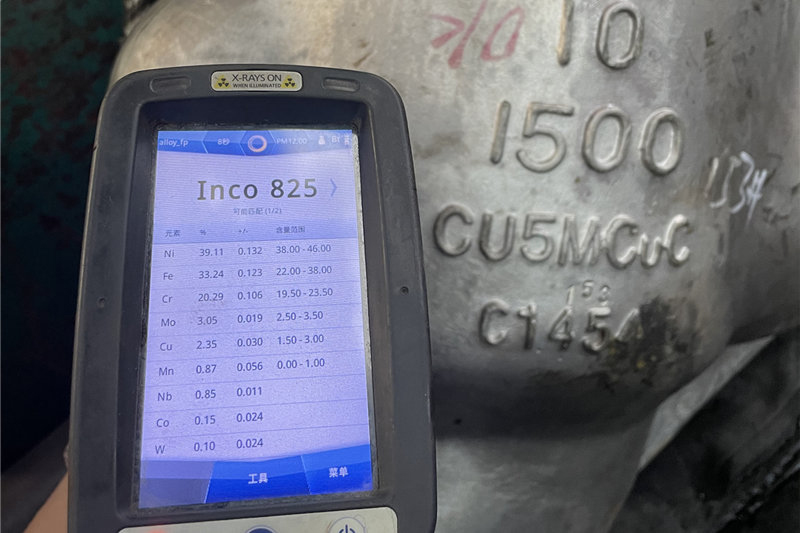 X-RAYS ON
WHEN ILLUMINATED
alloy_fp
PM12:00
Inco 825 〉
可能匹配 (1/2)
元素 % +/- 含量范围
Ni 39.11 0.132 38.00 - 46.00
Fe 33.24 0.123 22.00 - 38.00
Cr 20.29 0.106 19.50 - 23.50
Mo 3.05 0.019 2.50 - 3.50
Cu 2.35 0.030 1.50 - 3.00
Mn 0.87 0.056 0.00 - 1.00
Nb 0.85 0.011
Co 0.15 0.024
W 0.10 0.024
工具 菜单
10
1500
CU5MCuC
C1454
1534